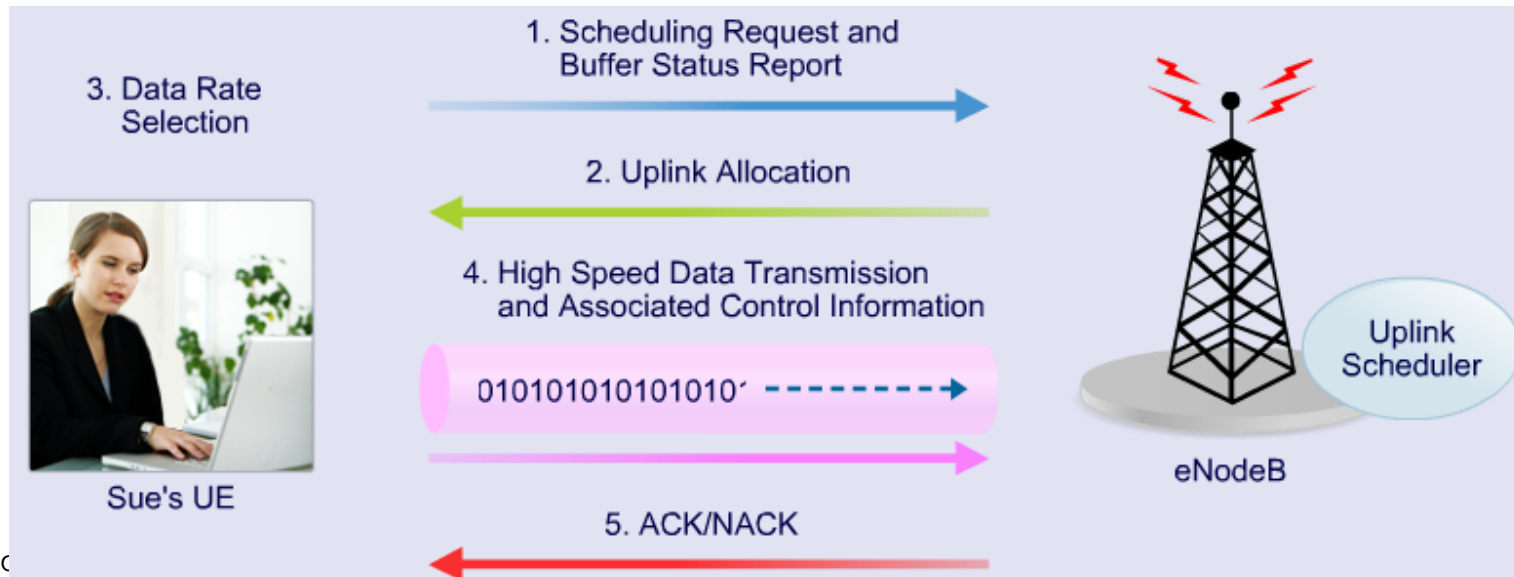 1. Scheduling Request and
Buffer Status Report
3. Data Rate
Selection
2. Uplink Allocation
4. High Speed Data Transmission
and Associated Control Information
010101010101010
Uplink
Scheduler
eNodeB
Sue's UE
5. ACK/NACK